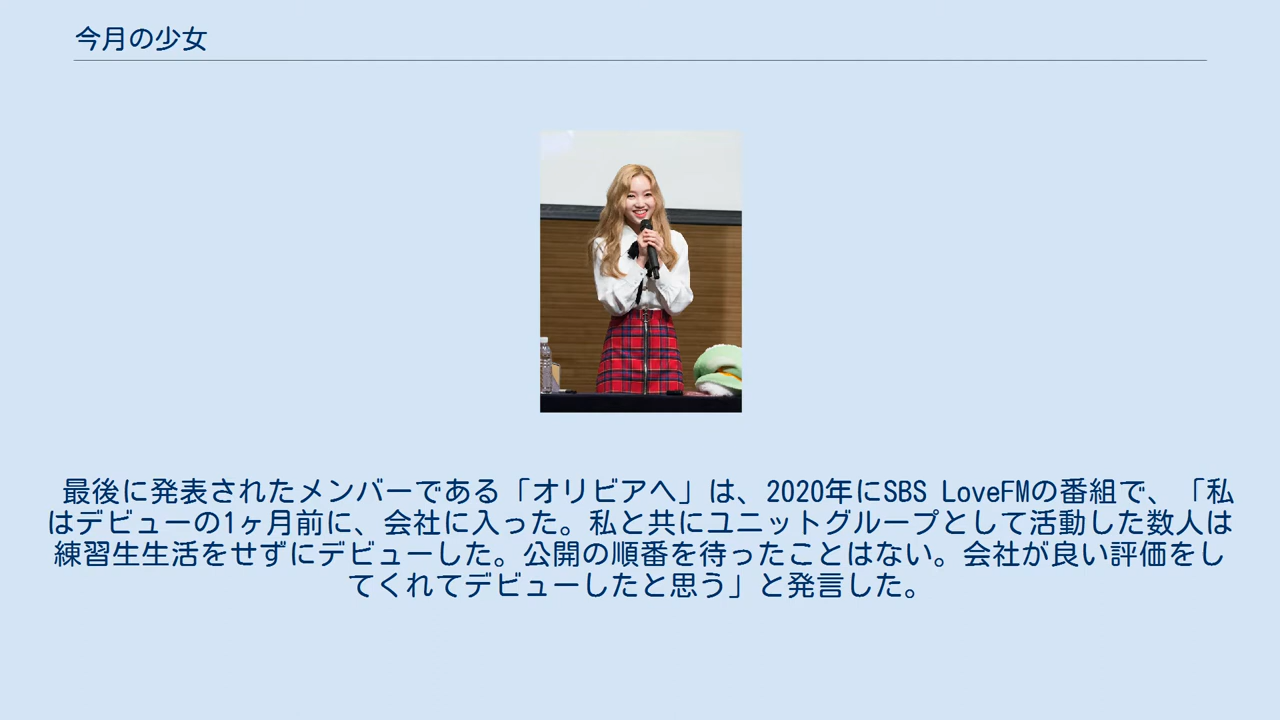 今月の少女
最後に発表されたメンバーである「オリビアヘ」は、2020年にSBS LoveFMの番組で、「私
はデビューの1ヶ月前に、会社に入った。私と共にユニットグループとして活動した数人は
練習生生活をせずにデビューした。公開の順番を待ったことはない。会社が良い評価をし
てくれてデビューしたと思う」と発言した。